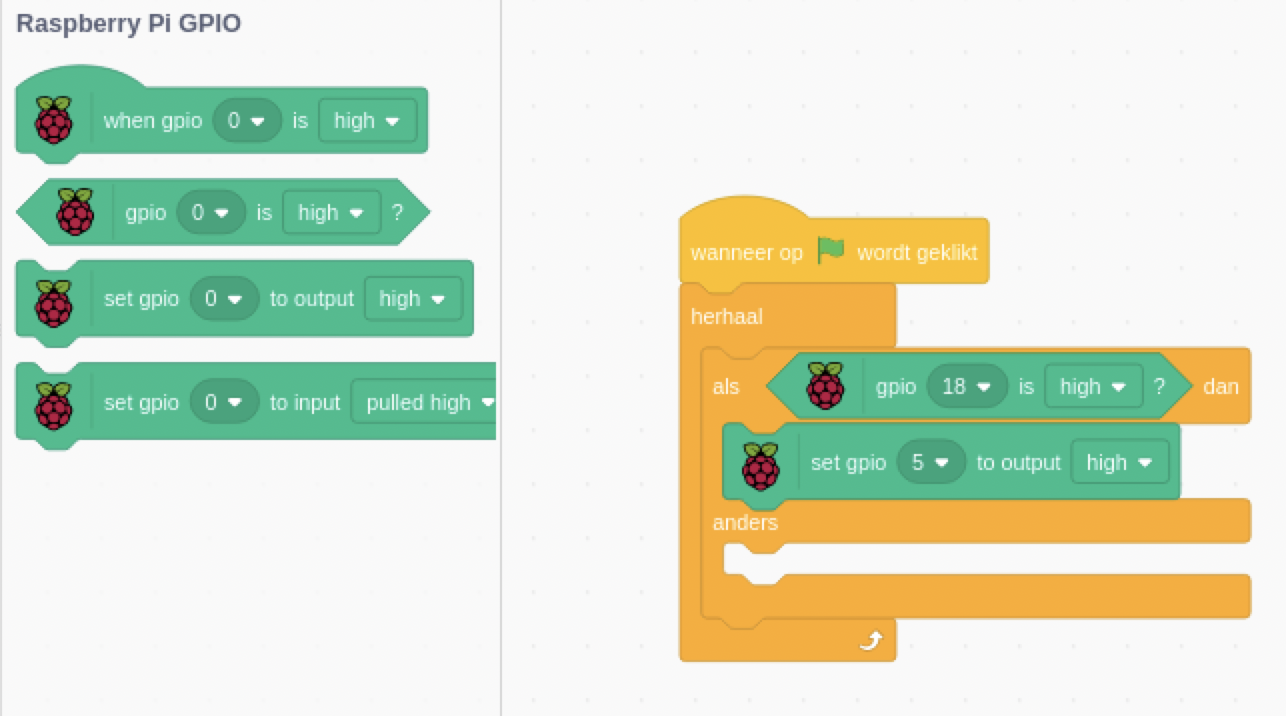 Raspberry Pi GPIO
when gpio 0 is high
gpio 0 is high ?
set gpio 0 to output high
set gpio 0 to input pulled high
wanneer op wordt geklikt
herhaal
als gpio 18 is high ? dan
set gpio 5 to output high
anders